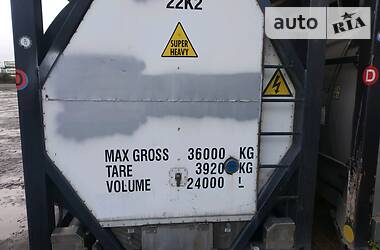 22K2
auto RIA
SUPER
HEAVY
MAX GROSS 36000 KG
TARE 3920 KG
VOLUME 24000 L
D